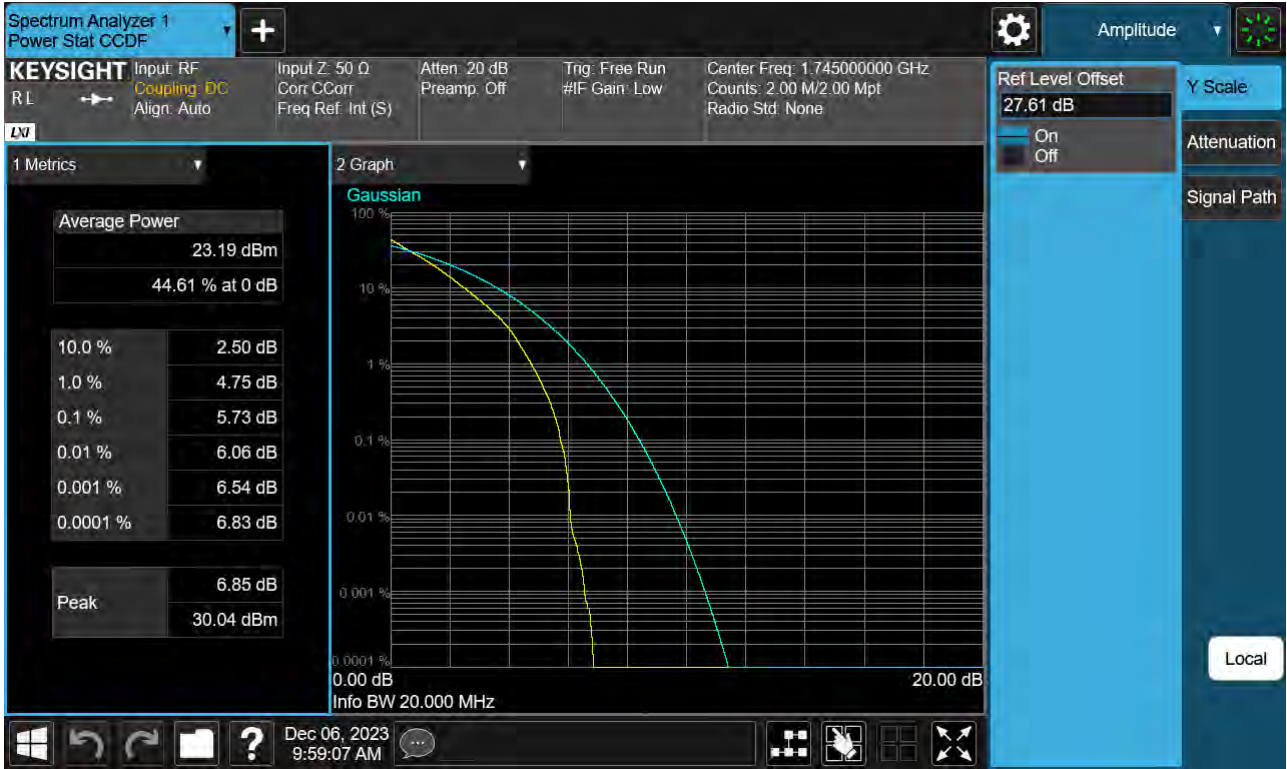 Spectrum Analyzer 1
Power Stat CCDF
+
Amplitude
KEYSIGHT
RL
LXI
Input: RF
Coupling: DC
Align: Auto
Input Z: 50 Ω
Corr CCorr
Freq Ref: Int (S)
Atten: 20 dB
Preamp: Off
Trig: Free Run
#IF Gain: Low
Center Freq: 1.745000000 GHz
Counts: 2.00 M/2.00 Mpt
Radio Std: None
Ref Level Offset
27.61 dB
On
Off
Y Scale
Attenuation
Signal Path
Local
1 Metrics
Average Power
23.19 dBm
44.61 % at 0 dB
10.0 % 2.50 dB
1.0 % 4.75 dB
0.1 % 5.73 dB
0.01 % 6.06 dB
0.001 % 6.54 dB
0.0001 % 6.83 dB
Peak
6.85 dB
30.04 dBm
2 Graph
Gaussian
100 %
10 %
1 %
0.1 %
0.01 %
0.001 %
0.0001 %
0.00 dB 20.00 dB
Info BW 20.000 MHz
?
Dec 06, 2023
9:59:07 AM